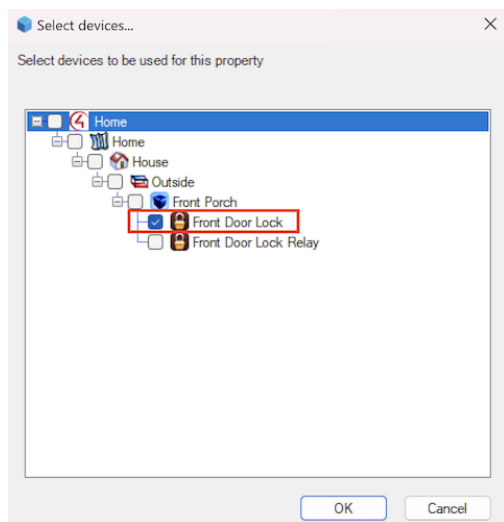 Select devices...
Select devices to be used for this property
Home
Home
House
Outside
Front Porch
Front Door Lock
Front Door Lock Relay
OK Cancel